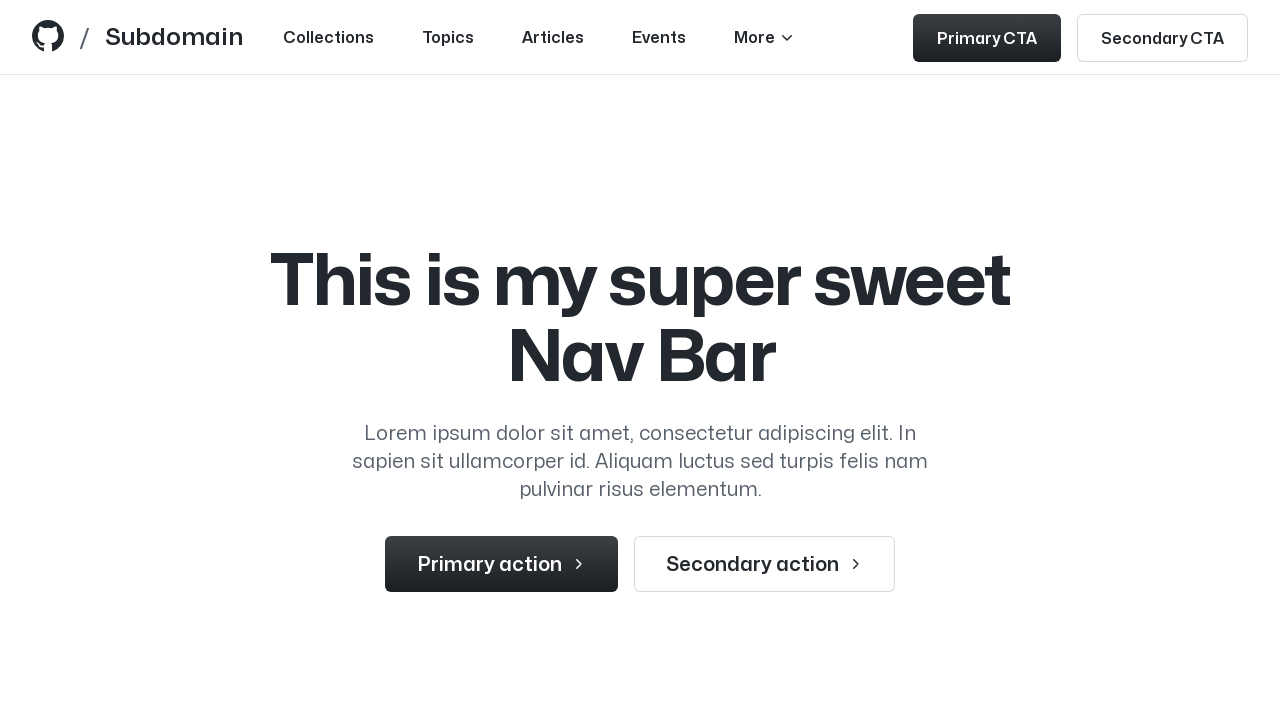 / Subdomain Collections Topics Articles Events More Primary CTA Secondary CTA
This is my super sweet
Nav Bar
Lorem ipsum dolor sit amet, consectetur adipiscing elit. In
sapien sit ullamcorper id. Aliquam luctus sed turpis felis nam
pulvinar risus elementum.
Primary action Secondary action